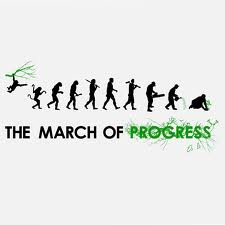 THE MARCH OF PROGRESS